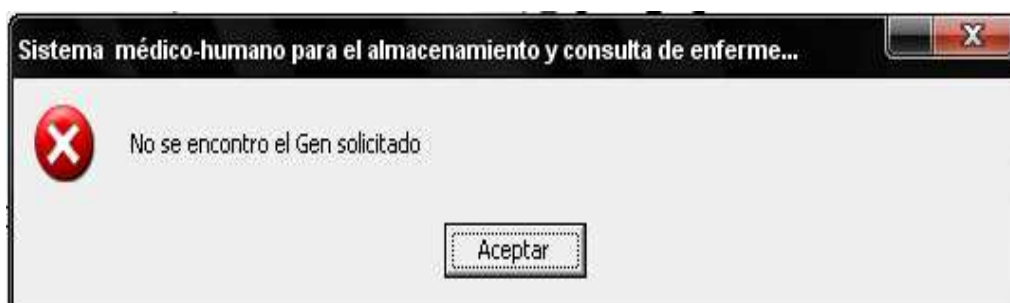 Sistema médico-humano para el almacenamiento y consulta de enferme...
No se encontro el Gen solicitado
Aceptar